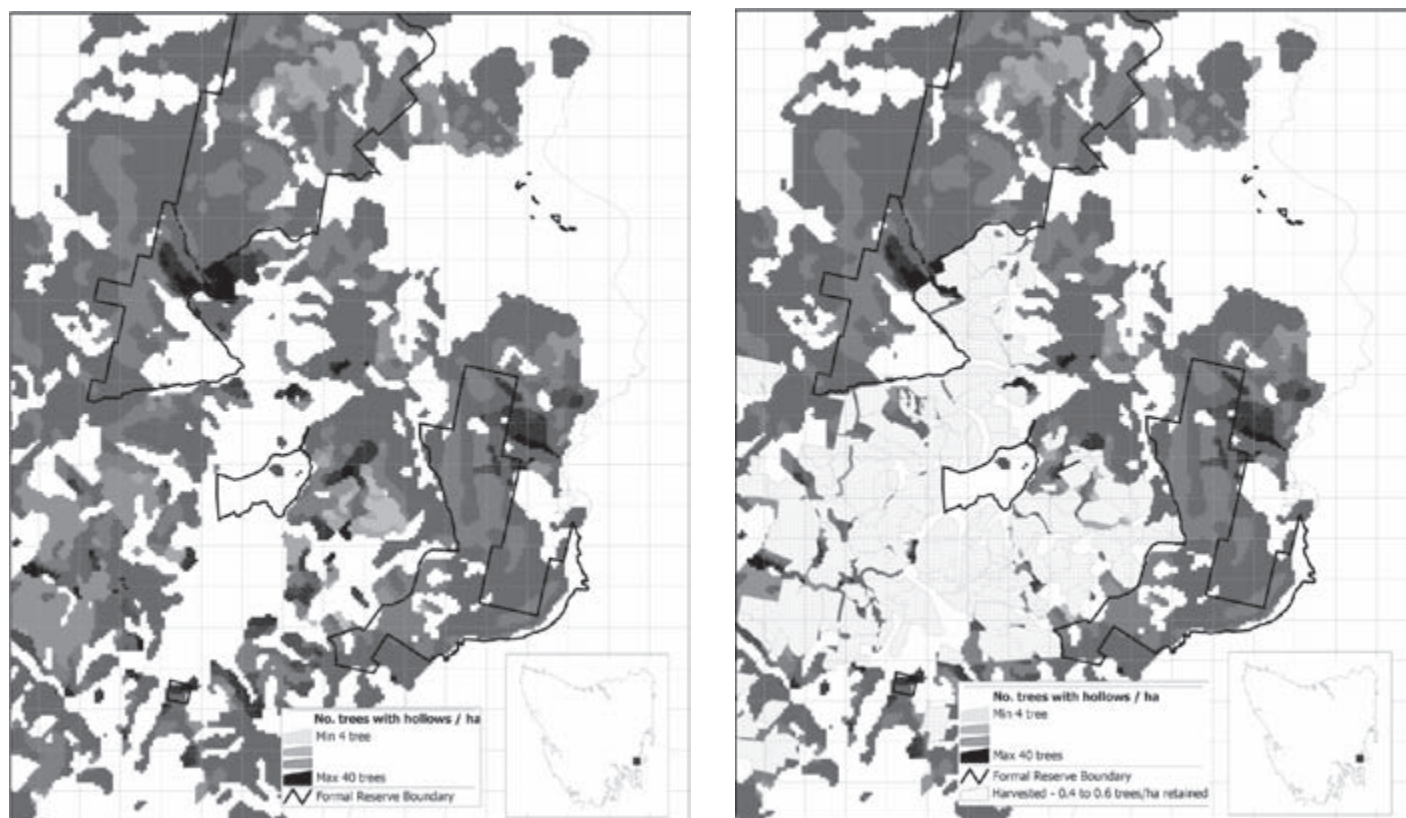 No. trees with hollows / ha
Min 4 tree
Max 40 trees
Formal Reserve Boundary
No. trees with hollows / ha
Min 4 tree
Max 40 trees
Formal Reserve Boundary
Harvested - 0.4 to 0.6 trees/ha retained